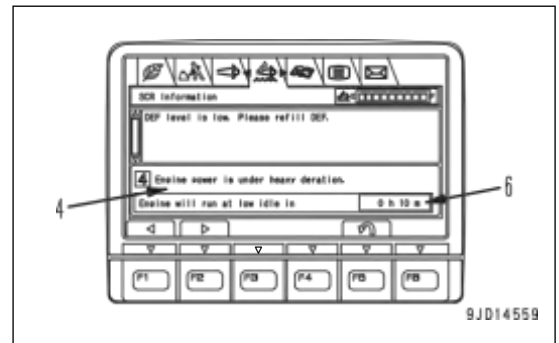 SCR Information
DEF level is low. Please refill DEF.
4 Engine power is under heavy deration.
Engine will run at low idle in 0 h 10 m
4
6
F1 F2 F3 F4 F5 F6
9JD14559